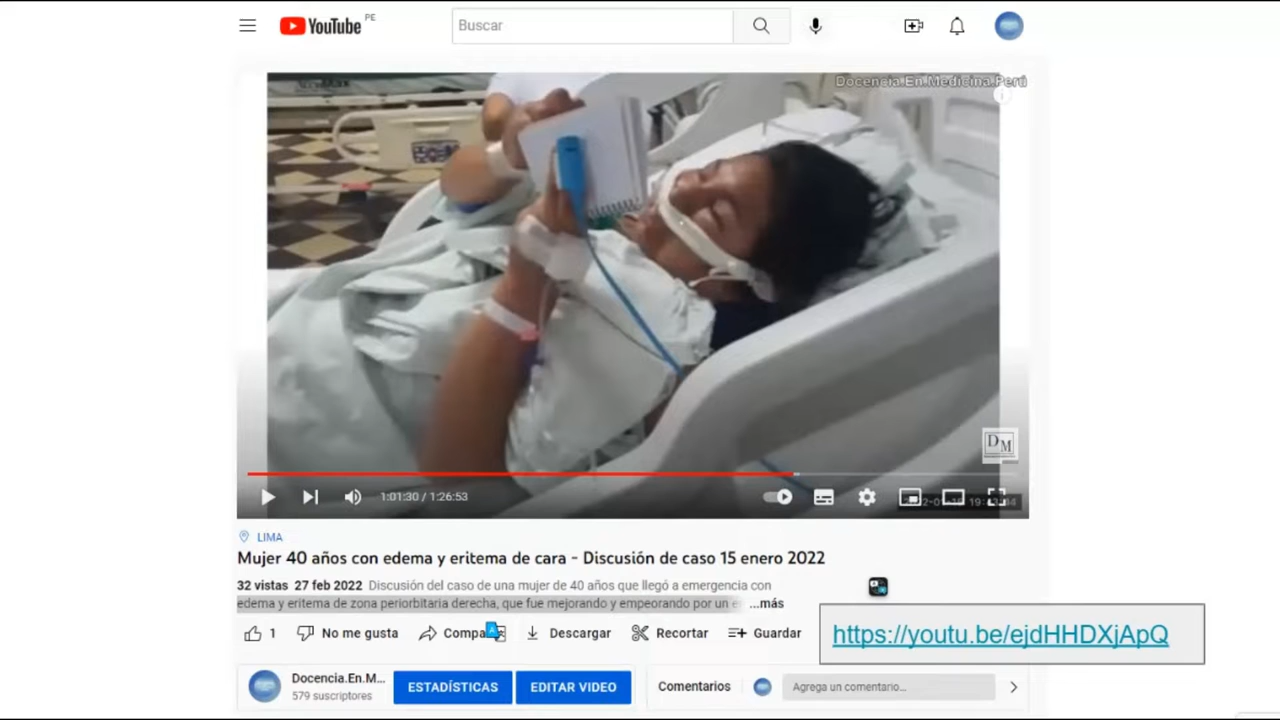 YouTube PE
Buscar
Docencia.En.Medicina.Perú
DM
1:01:30 / 1:26:53
LIMA
Mujer 40 años con edema y eritema de cara - Discusión de caso 15 enero 2022
32 vistas 27 feb 2022 Discusión del caso de una mujer de 40 años que llegó a emergencia con
edema y eritema de zona periorbitaria derecha, que fue mejorando y empeorando por un ...más
1 No me gusta Descargar Recortar Guardar
https://youtu.be/ejdHHDXjApQ
Docencia.En.M...
579 suscriptores
ESTADÍSTICAS
EDITAR VIDEO
Comentarios
Agrega un comentario...